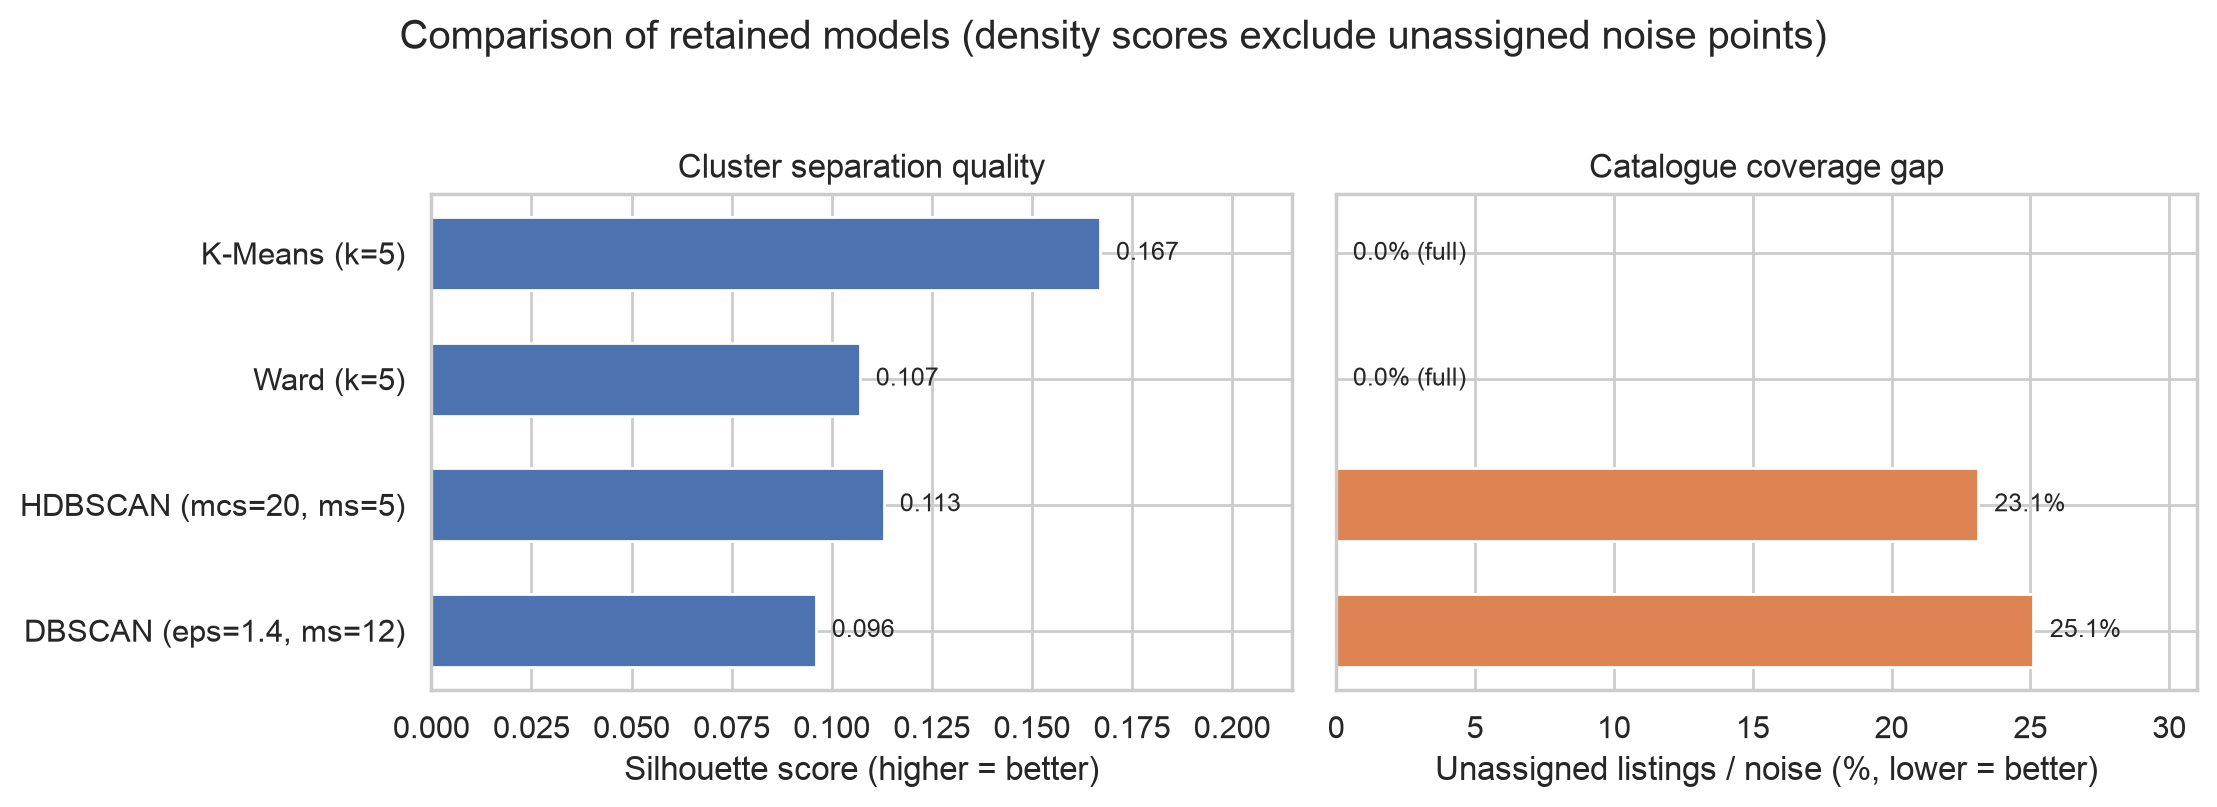 Comparison of retained models (density scores exclude unassigned noise points)
Cluster separation quality
K-Means (k=5)
0.167
Ward (k=5)
0.107
HDBSCAN (mcs=20, ms=5)
0.113
DBSCAN (eps=1.4, ms=12)
0.096
0.000 0.025 0.050 0.075 0.100 0.125 0.150 0.175 0.200
Silhouette score (higher = better)
Catalogue coverage gap
0.0% (full)
0.0% (full)
23.1%
25.1%
0 5 10 15 20 25 30
Unassigned listings / noise (%, lower = better)